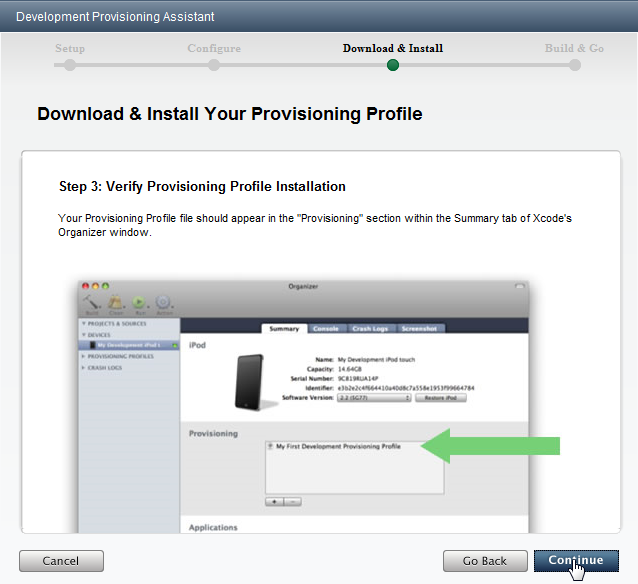 Development Provisioning Assistant
Setup
Configure
Download & Install
Build & Go
Download & Install Your Provisioning Profile
Step 3: Verify Provisioning Profile Installation
Your Provisioning Profile file should appear in the "Provisioning" section within the Summary tab of Xcode's
Organizer window.
Organizer
Build
Clean
Run
Action
PROJECTS & SOURCES
DEVICES
My Development iPod t
PROVISIONING PROFILES
CRASH LOGS
Summary
Console
Crash Logs
Screenshot
iPod
Name: My Development iPod touch
Capacity: 14.64GB
Serial Number: 9C819RUA14P
Identifier: e3b2e2c4f664410a40d8c7a558e1953f99664784
Software Version: 2.2 (5G77)
Restore iPod
Provisioning
My First Development Provisioning Profile
Applications
Cancel
Go Back
Continue